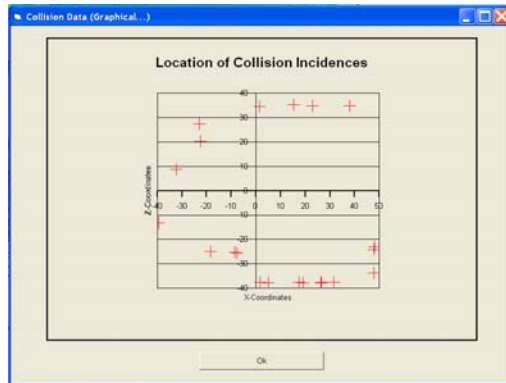 Collision Data (Graphical...)
Location of Collision Incidences
40
30
20
10
0
-40 -30 -20 -10 0 10 20 30 40 50
-10
-20
-30
-40
Z-Coordinates
X-Coordinates
Ok